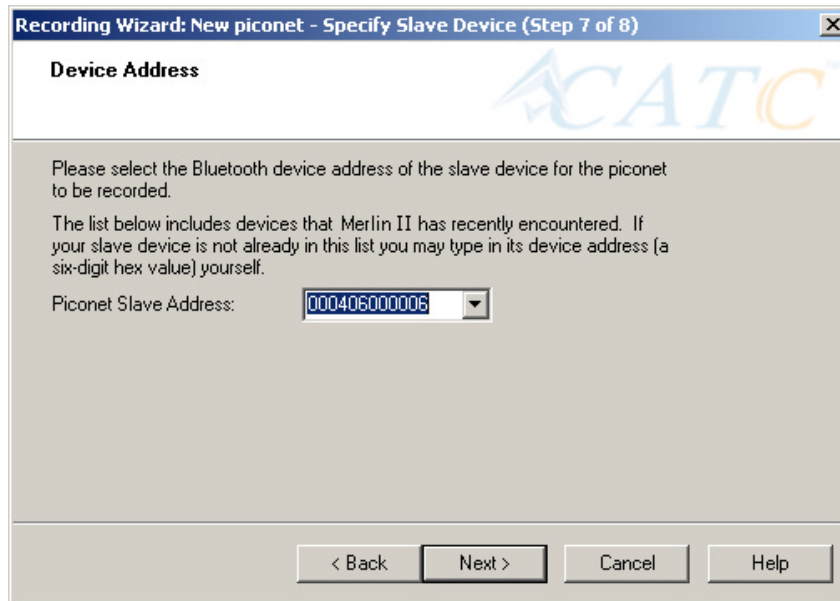 Recording Wizard: New piconet - Specify Slave Device (Step 7 of 8)
Device Address
CATC
Please select the Bluetooth device address of the slave device for the piconet
to be recorded.
The list below includes devices that Merlin II has recently encountered. If
your slave device is not already in this list you may type in its device address (a
six-digit hex value) yourself.
Piconet Slave Address: 000406000006
< Back Next > Cancel Help